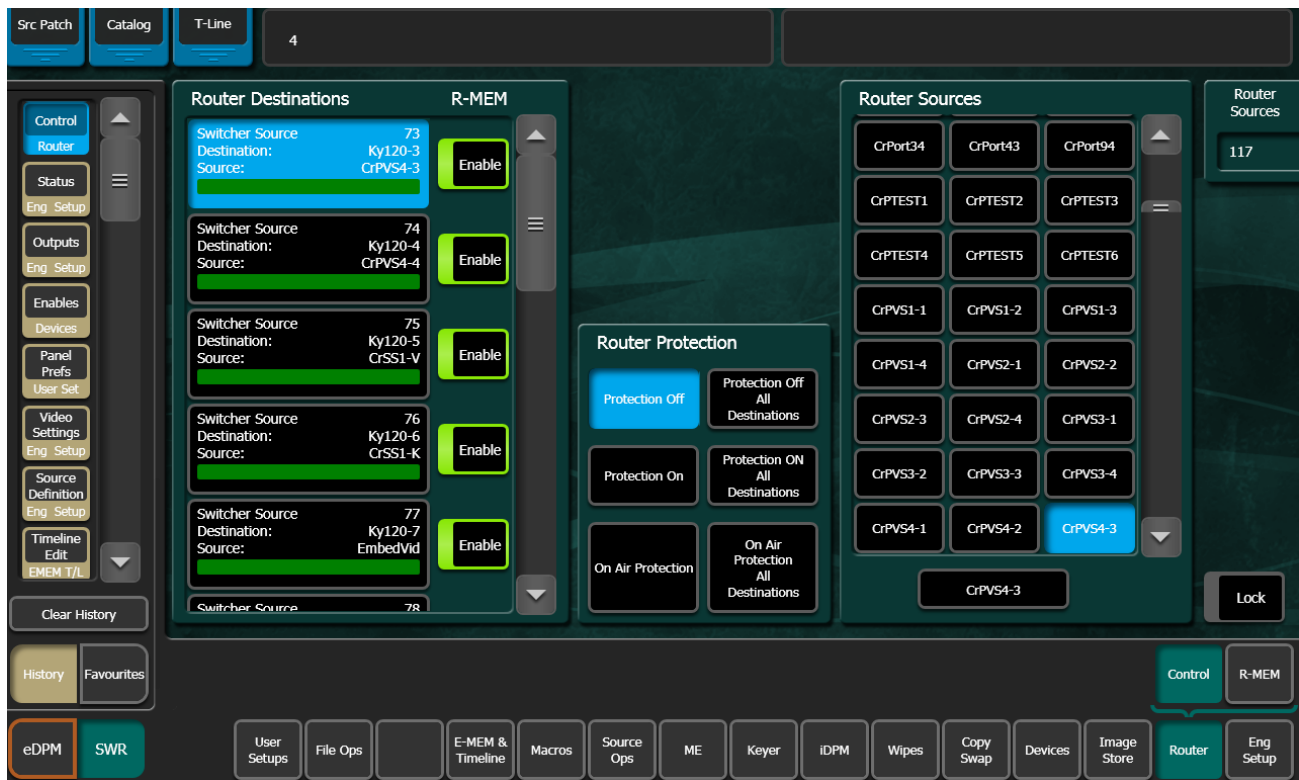 Src Patch
Catalog
T-Line
4
Control
Router
Status
Eng Setup
Outputs
Eng Setup
Enables
Devices
Panel
Prefs
User Set
Video
Settings
Eng Setup
Source
Definition
Eng Setup
Timeline
Edit
EMEM T/L
Clear History
History
Favourites
Router Destinations R-MEM
Switcher Source 73
Destination: Ky120-3
Source: CrPVS4-3
Enable
Switcher Source 74
Destination: Ky120-4
Source: CrPVS4-4
Enable
Switcher Source 75
Destination: Ky120-5
Source: CrSS1-V
Enable
Switcher Source 76
Destination: Ky120-6
Source: CrSS1-K
Enable
Switcher Source 77
Destination: Ky120-7
Source: EmbedVid
Enable
Switcher Source 78
Router Protection
Protection Off
Protection Off
All
Destinations
Protection On
Protection ON
All
Destinations
On Air Protection
On Air
Protection
All
Destinations
Router Sources
CrPort34 CrPort43 CrPort94
CrPTEST1 CrPTEST2 CrPTEST3
CrPTEST4 CrPTEST5 CrPTEST6
CrPVS1-1 CrPVS1-2 CrPVS1-3
CrPVS1-4 CrPVS2-1 CrPVS2-2
CrPVS2-3 CrPVS2-4 CrPVS3-1
CrPVS3-2 CrPVS3-3 CrPVS3-4
CrPVS4-1 CrPVS4-2 CrPVS4-3
CrPVS4-3
Router
Sources
117
Lock
Control
R-MEM
eDPM
SWR
User
Setups
File Ops
E-MEM &
Timeline
Macros
Source
Ops
ME
Keyer
iDPM
Wipes
Copy
Swap
Devices
Image
Store
Router
Eng
Setup